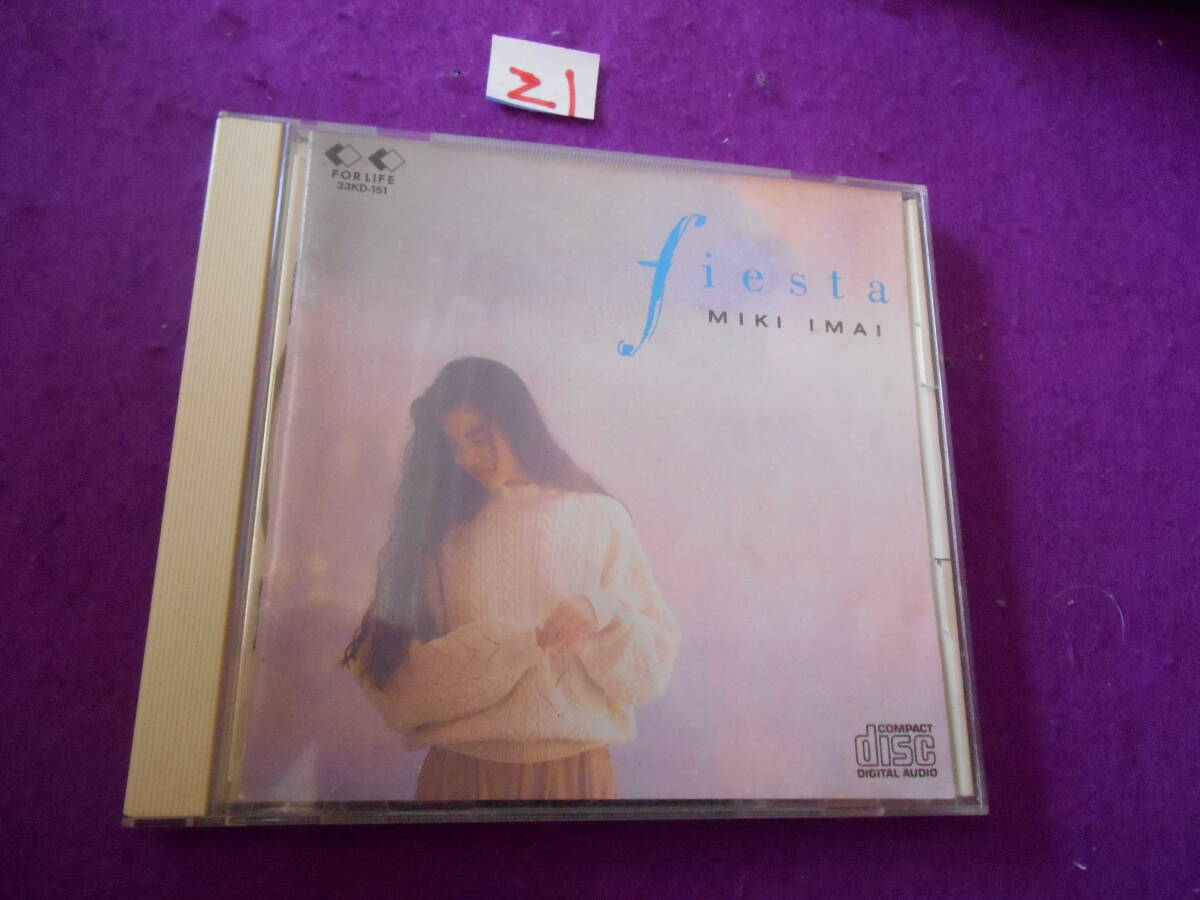 21
FOR LIFE
33KD-151
fiesta
MIKI IMAI
COMPACT
disc
DIGITAL AUDIO